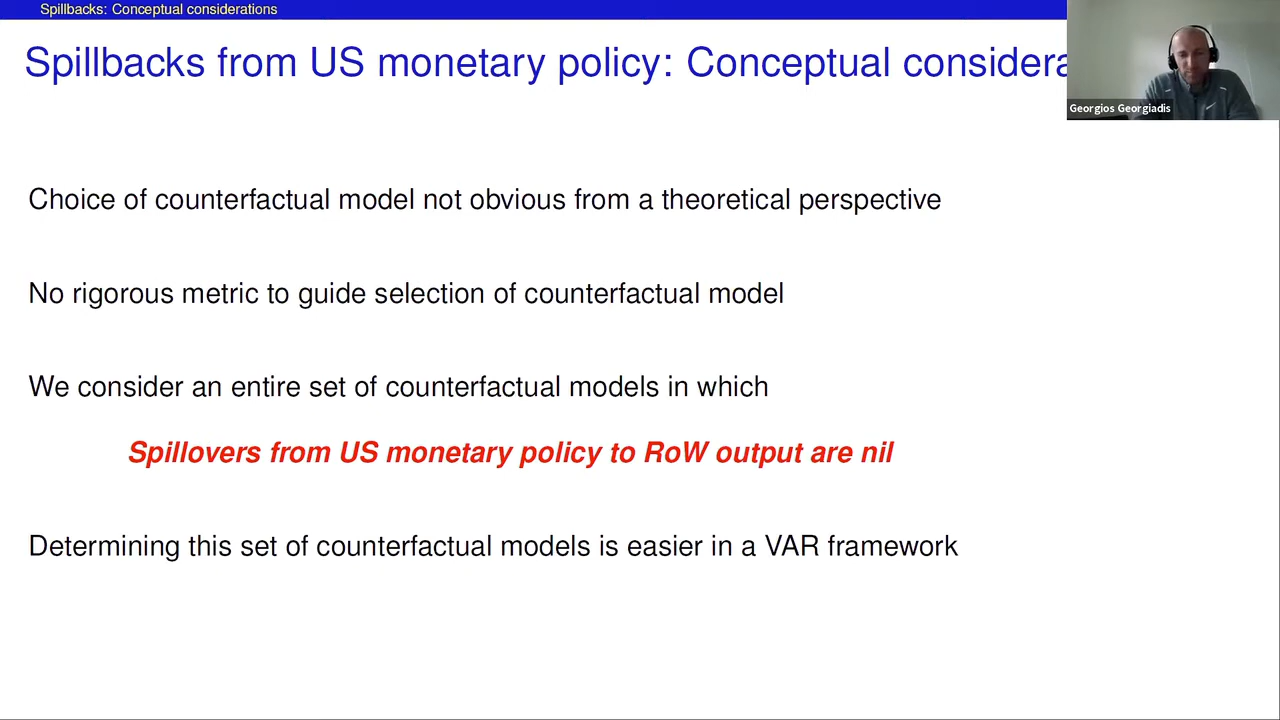 Spillbacks: Conceptual considerations
Spillbacks from US monetary policy: Conceptual considera
Georgios Georgiadis
Choice of counterfactual model not obvious from a theoretical perspective
No rigorous metric to guide selection of counterfactual model
We consider an entire set of counterfactual models in which
Spillovers from US monetary policy to RoW output are nil
Determining this set of counterfactual models is easier in a VAR framework